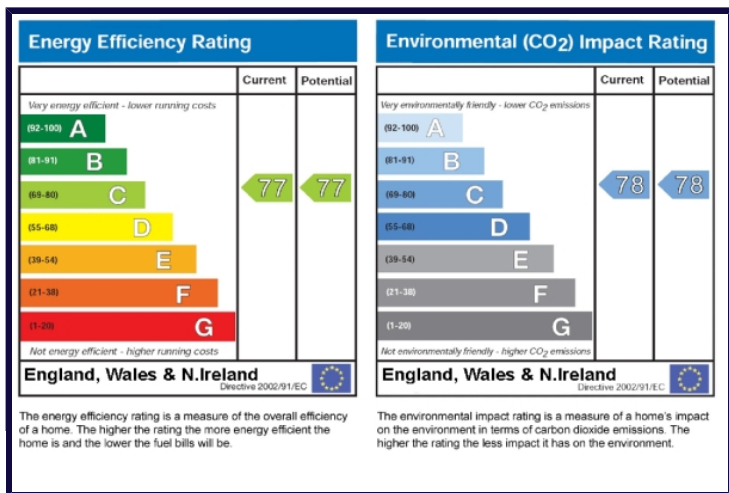 Energy Efficiency Rating
Current Potential
Very energy efficient - lower running costs
(92-100) A
(81-91) B
(69-80) C
77 77
(55-68) D
(39-54) E
(21-38) F
(1-20) G
Not energy efficient - higher running costs
England, Wales & N.Ireland
Directive 2002/91/EC
The energy efficiency rating is a measure of the overall efficiency
of a home. The higher the rating the more energy efficient the
home is and the lower the fuel bills will be.
Environmental (CO2) Impact Rating
Current Potential
Very environmentally friendly - lower CO2 emissions
(92-100) A
(81-91) B
(69-80) C
78 78
(55-68) D
(39-54) E
(21-38) F
(1-20) G
Not environmentally friendly - higher CO2 emissions
England, Wales & N.Ireland
Directive 2002/91/EC
The environmental impact rating is a measure of a home's impact
on the environment in terms of carbon dioxide emissions. The
higher the rating the less impact it has on the environment.